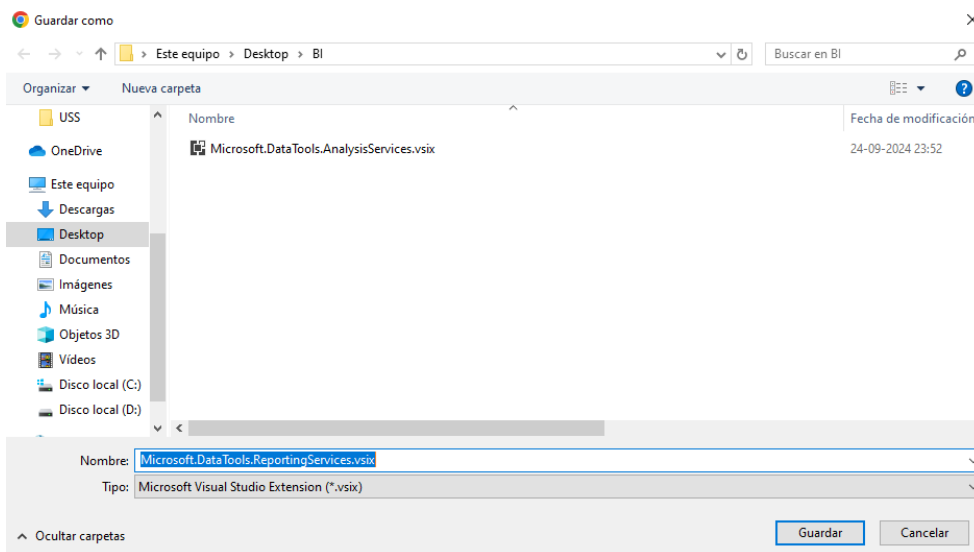 Guardar como
Este equipo > Desktop > BI
Buscar en BI
Organizar
Nueva carpeta
USS
OneDrive
Este equipo
Descargas
Desktop
Documentos
Imágenes
Música
Objetos 3D
Vídeos
Disco local (C:)
Disco local (D:)
Nombre
Fecha de modificación
Microsoft.DataTools.AnalysisServices.vsix
24-09-2024 23:52
Nombre: Microsoft.DataTools.ReportingServices.vsix
Tipo: Microsoft Visual Studio Extension (*.vsix)
Ocultar carpetas
Guardar
Cancelar